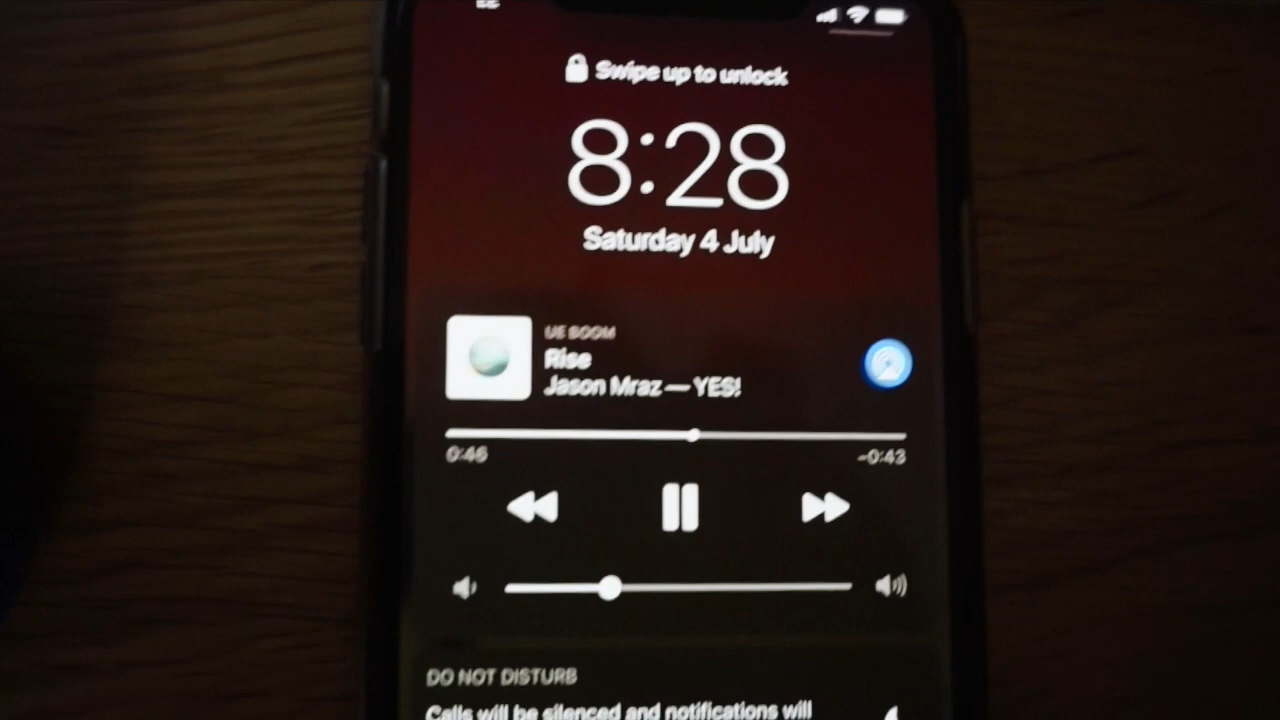 EE
Swipe up to unlock
8:28
Saturday 4 July
UE BOOM
Rise
Jason Mraz — YES!
0:46
-0:43
DO NOT DISTURB
Calls will be silenced and notifications will